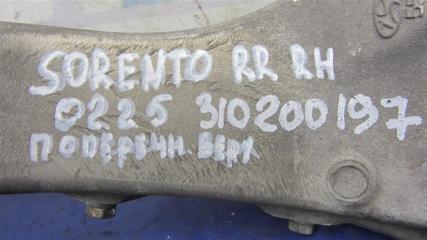 SORENTO RR RH
0225 310200197
ПОПЕРЕЧН. ВЕРХ